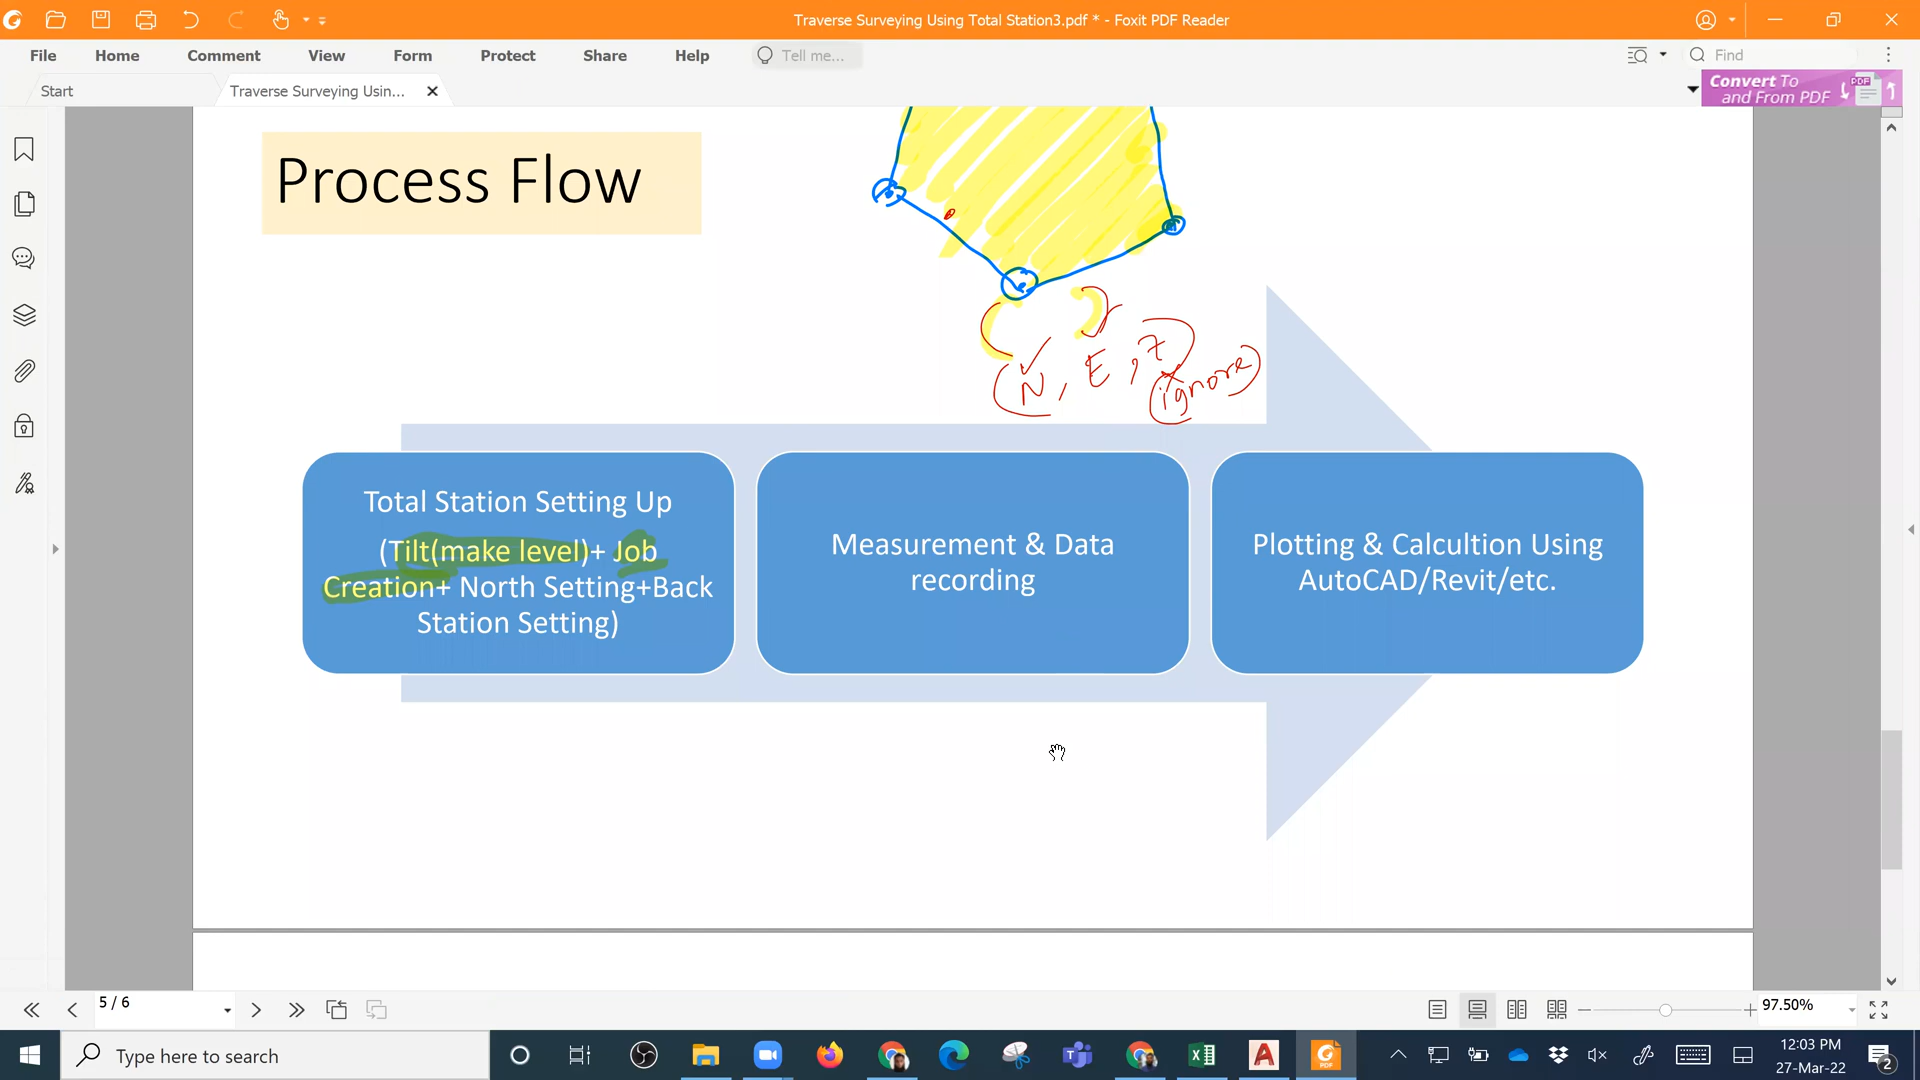 Traverse Surveying Using Total Station3.pdf * - Foxit PDF Reader
File Home Comment View Form Protect Share Help Tell me... Find
Start Traverse Surveying Usin... Convert To
and From PDF
PDF
Process Flow
(N, E, Z)
(ignore)
Total Station Setting Up
(Tilt(make level)+ Job
Creation+ North Setting+Back
Station Setting)
Measurement & Data
recording
Plotting & Calcultion Using
AutoCAD/Revit/etc.
5 / 6 97.50%
Type here to search
12:03 PM
27-Mar-22
2